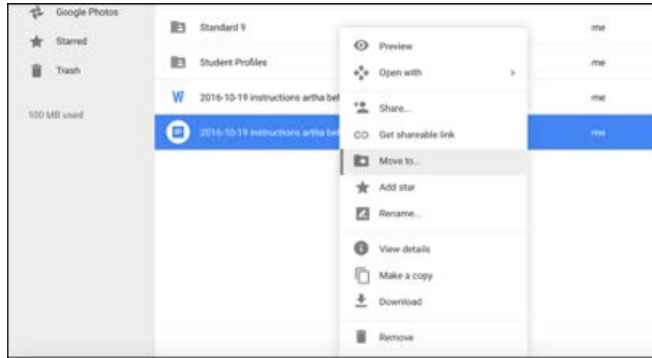 Google Photos
Starred
Trash
100 MB used
Standard 9 me
Student Profiles me
W 2016-10-19 instructions artha bef me
2016-10-19 instructions artha bef me
Preview
Open with >
Share...
Get shareable link
Move to...
Add star
Rename...
View details
Make a copy
Download
Remove